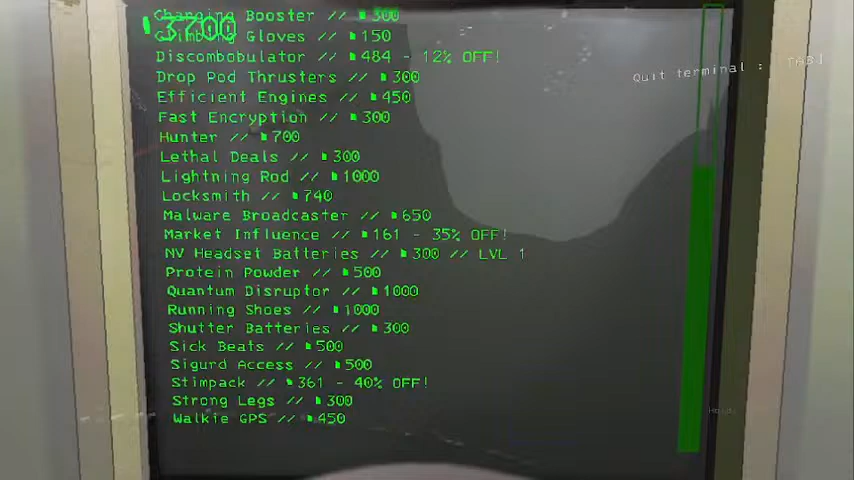 Charging Booster // ▮300
▮3700
Climbing Gloves // ▮150
Discombobulator // ▮484 - 12% OFF!
Drop Pod Thrusters // ▮300
Quit terminal : [TAB]
Efficient Engines // ▮450
Fast Encryption // ▮300
Hunter // ▮700
Lethal Deals // ▮300
Lightning Rod // ▮1000
Locksmith // ▮740
Malware Broadcaster // ▮650
Market Influence // ▮161 - 35% OFF!
NV Headset Batteries // ▮300 // LVL 1
Protein Powder // ▮500
Quantum Disruptor // ▮1000
Running Shoes // ▮1000
Shutter Batteries // ▮300
Sick Beats // ▮500
Sigurd Access // ▮500
Stimpack // ▮361 - 40% OFF!
Strong Legs // ▮300
Walkie GPS // ▮450